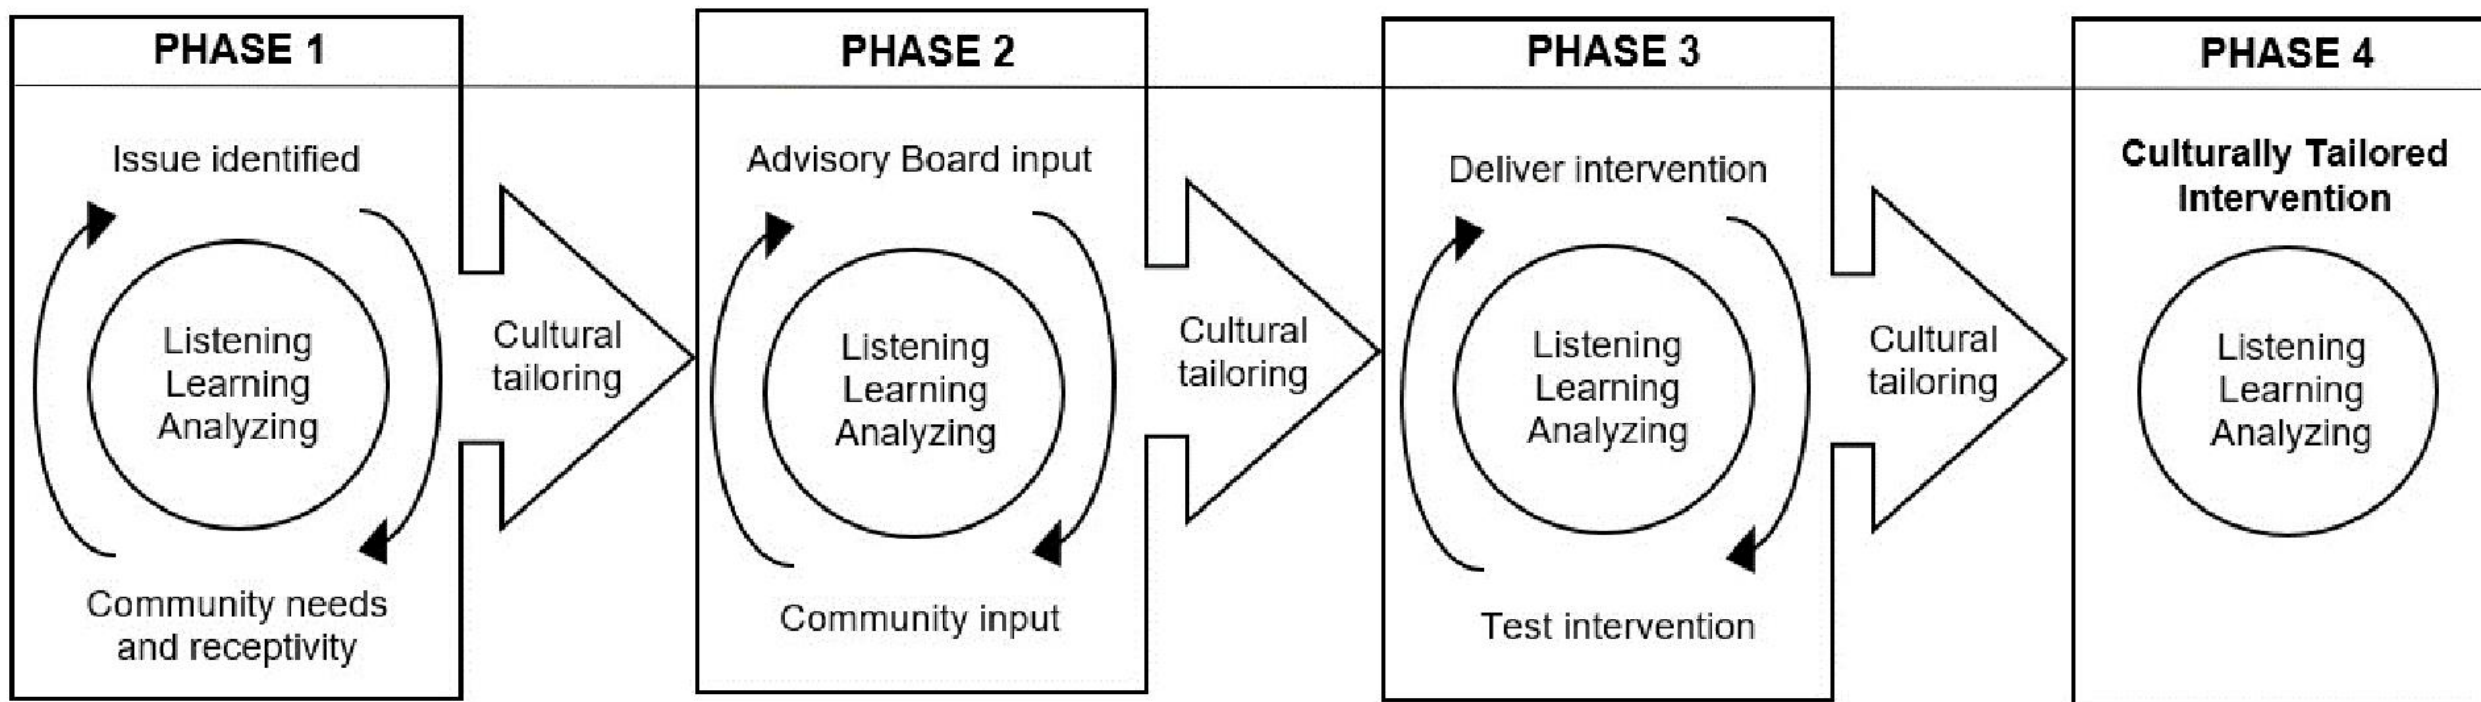 PHASE 1
Issue identified
Listening
Learning
Analyzing
Community needs
and receptivity
Cultural
tailoring
PHASE 2
Advisory Board input
Listening
Learning
Analyzing
Community input
Cultural
tailoring
PHASE 3
Deliver intervention
Listening
Learning
Analyzing
Test intervention
Cultural
tailoring
PHASE 4
Culturally Tailored
Intervention
Listening
Learning
Analyzing